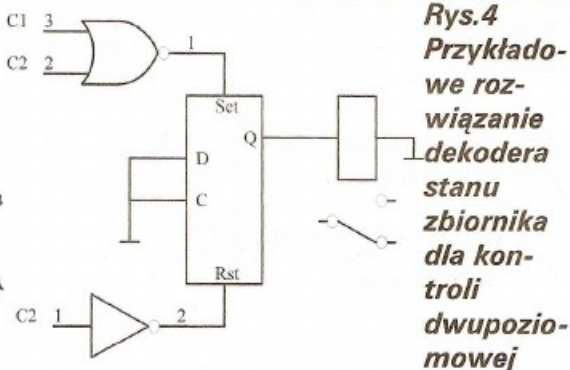 C1 3
C2 2
1
Set
Q
D
C
Rst
C2 1
2
Rys.4
Przykłado-
we roz-
wiązanie
dekodera
stanu
zbiornika
dla kon-
troli
dwupozio-
mowej